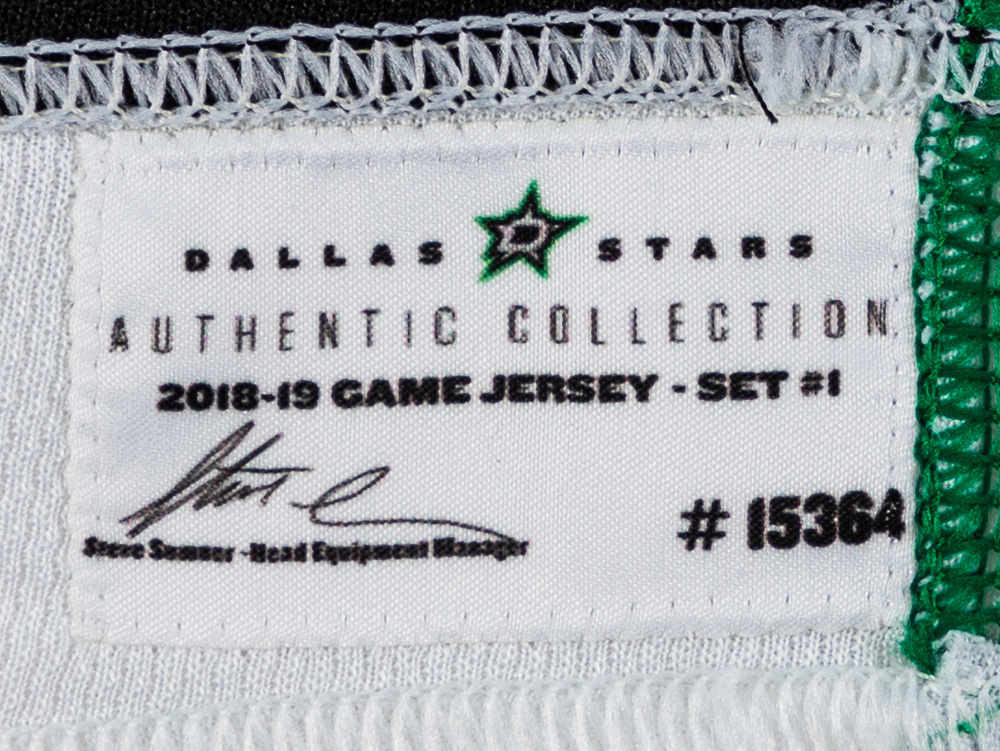 DALLAS STARS
AUTHENTIC COLLECTION
2018-19 GAME JERSEY - SET #1
Steve Sumner - Head Equipment Manager
# 15364